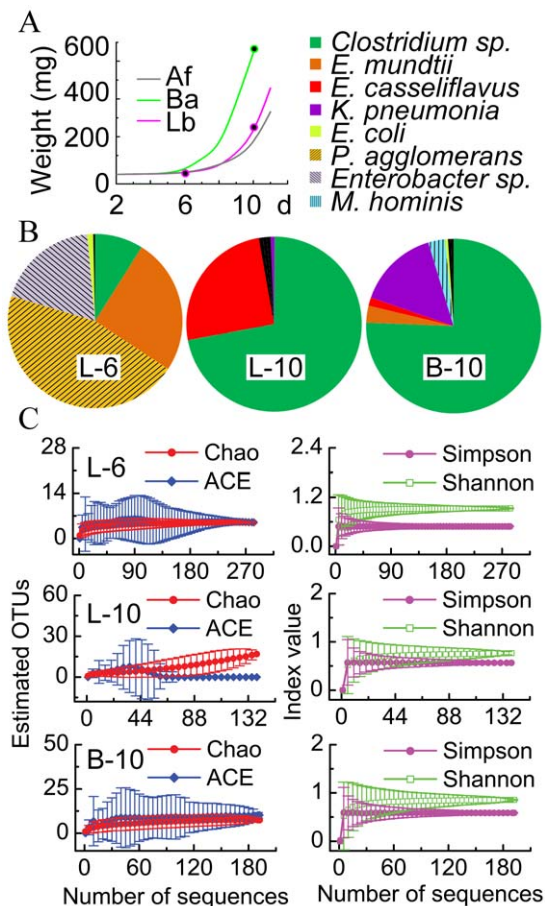 A
600
400
200
0
Weight (mg)
Af
Ba
Lb
2 6 10 d
Clostridium sp.
E. mundtii
E. casseliflavus
K. pneumonia
E. coli
P. agglomerans
Enterobacter sp.
M. hominis
B
L-6
L-10
B-10
C
Estimated OTUs
Index value
28
14
0
L-6
Chao
ACE
0 90 180 270
2.4
1.2
0.0
Simpson
Shannon
0 90 180 270
60
30
0
L-10
Chao
ACE
0 44 88 132
2
1
0
Simpson
Shannon
0 44 88 132
50
25
0
B-10
Chao
ACE
0 60 120 180
Number of sequences
2
1
0
Simpson
Shannon
0 60 120 180
Number of sequences